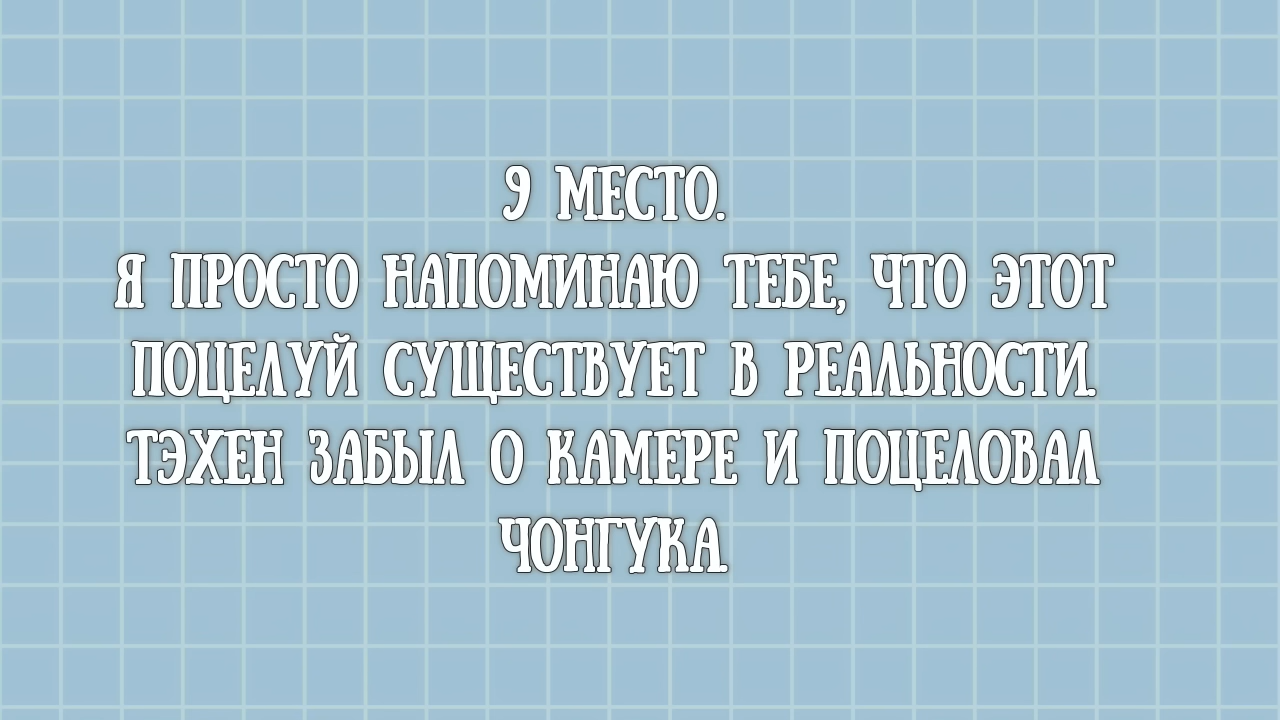 9 МЕСТО.
Я ПРОСТО НАПОМИНАЮ ТЕБЕ, ЧТО ЭТОТ
ПОЦЕЛУЙ СУЩЕСТВУЕТ В РЕАЛЬНОСТИ.
ТЭХЕН ЗАБЫЛ О КАМЕРЕ И ПОЦЕЛОВАЛ
ЧОНГУКА.